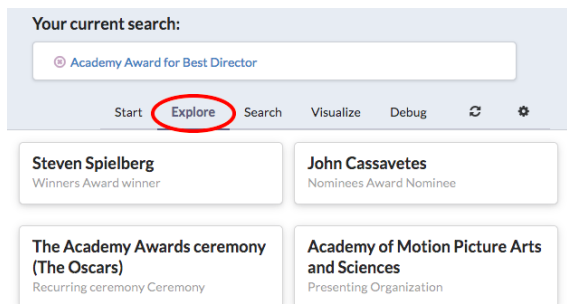 Your current search:
Academy Award for Best Director
Start Explore Search Visualize Debug
Steven Spielberg
Winners Award winner
John Cassavetes
Nominees Award Nominee
The Academy Awards ceremony
(The Oscars)
Recurring ceremony Ceremony
Academy of Motion Picture Arts
and Sciences
Presenting Organization